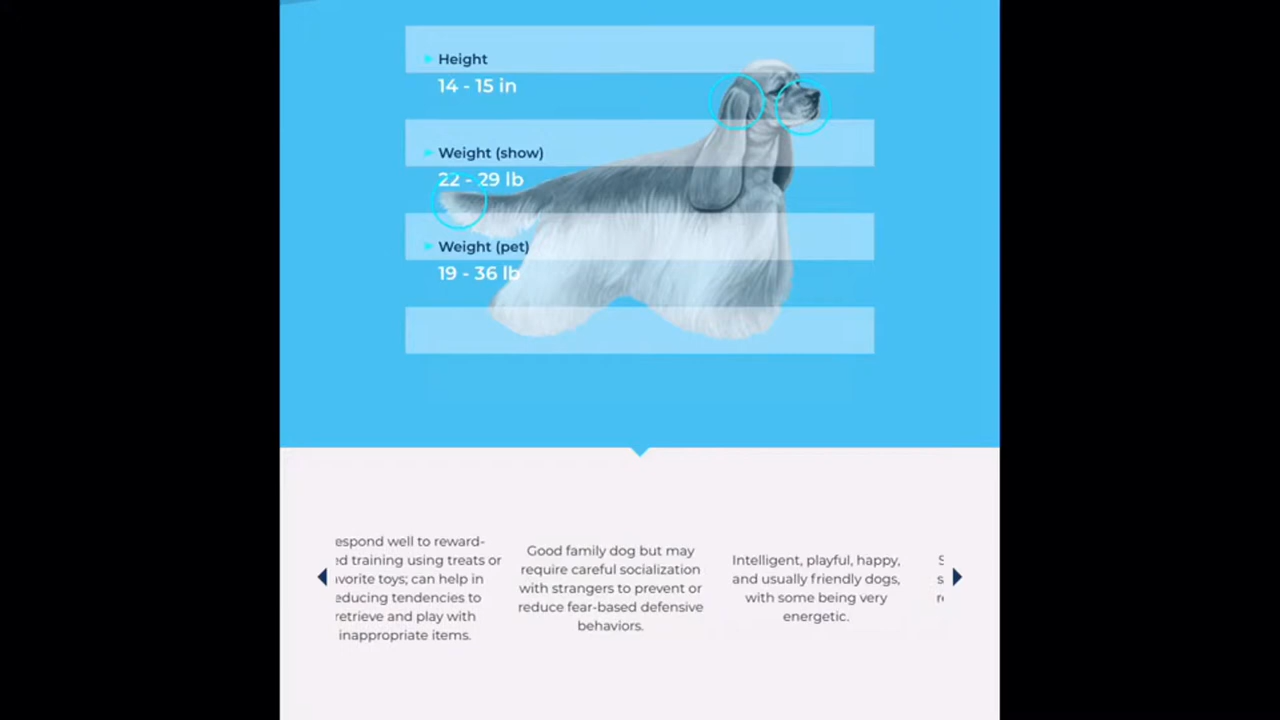 Height
14 - 15 in
Weight (show)
22 - 29 lb
Weight (pet)
19 - 36 lb
espond well to reward-
ed training using treats or
avorite toys; can help in
educing tendencies to
retrieve and play with
inappropriate items.
Good family dog but may
require careful socialization
with strangers to prevent or
reduce fear-based defensive
behaviors.
Intelligent, playful, happy,
and usually friendly dogs,
with some being very
energetic.